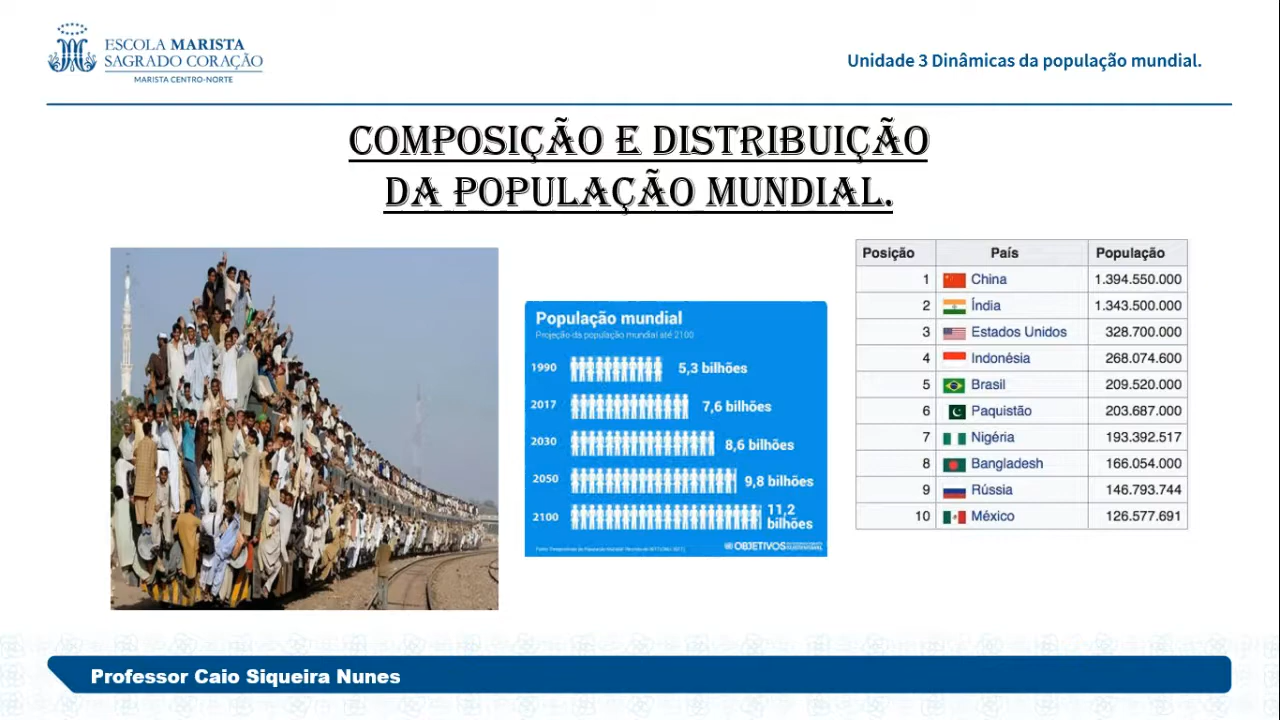 ESCOLA MARISTA
SAGRADO CORAÇÃO
MARISTA CENTRO-NORTE
Unidade 3 Dinâmicas da população mundial.
COMPOSIÇÃO E DISTRIBUIÇÃO
DA POPULAÇÃO MUNDIAL.
População mundial
Projeção da população mundial até 2100
1990 5,3 bilhões
2017 7,6 bilhões
2030 8,6 bilhões
2050 9,8 bilhões
2100 11,2 bilhões
OBJETIVOS
Posição País População
1 China 1.394.550.000
2 Índia 1.343.500.000
3 Estados Unidos 328.700.000
4 Indonésia 268.074.600
5 Brasil 209.520.000
6 Paquistão 203.687.000
7 Nigéria 193.392.517
8 Bangladesh 166.054.000
9 Rússia 146.793.744
10 México 126.577.691
Professor Caio Siqueira Nunes